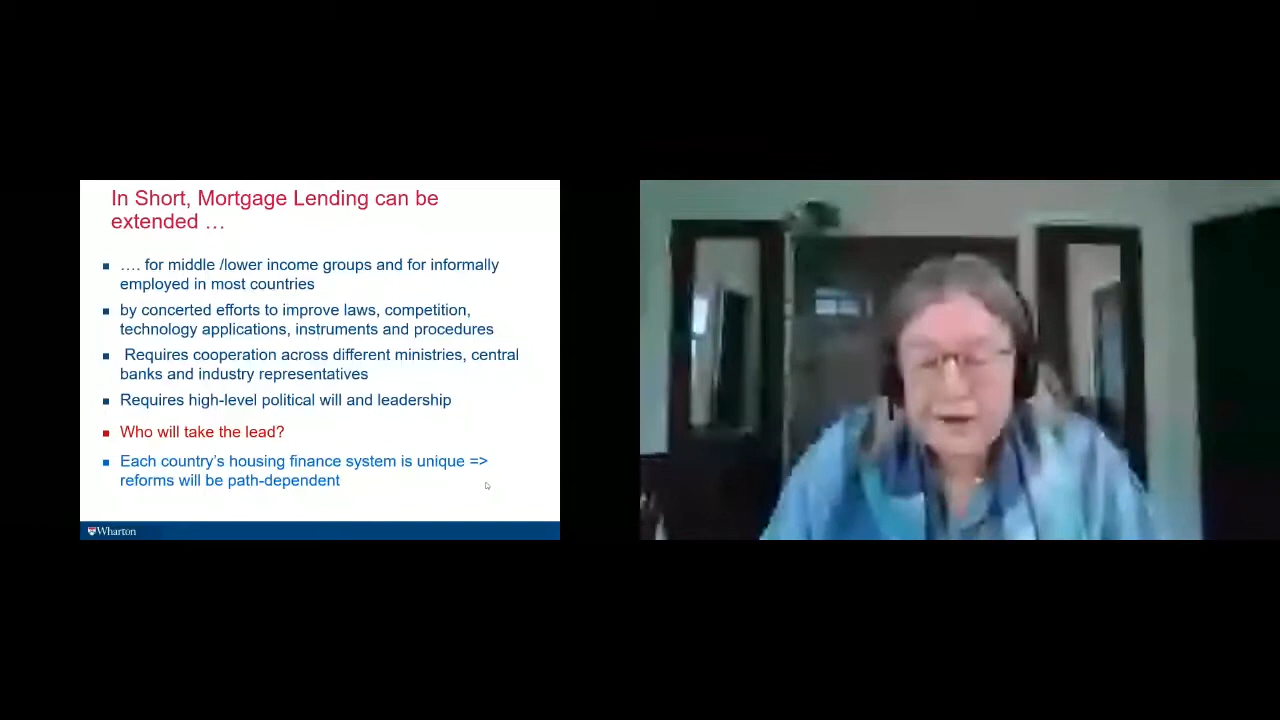 In Short, Mortgage Lending can be
extended …
…. for middle /lower income groups and for informally
employed in most countries
by concerted efforts to improve laws, competition,
technology applications, instruments and procedures
Requires cooperation across different ministries, central
banks and industry representatives
Requires high-level political will and leadership
Who will take the lead?
Each country’s housing finance system is unique =>
reforms will be path-dependent
Wharton